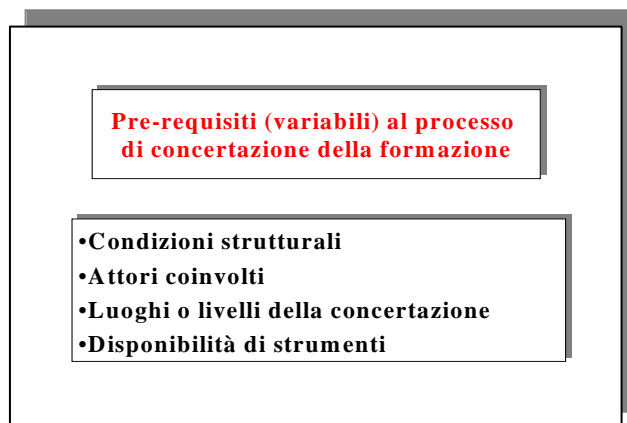 Pre-requisiti (variabili) al processo
di concertazione della formazione
•Condizioni strutturali
•Attori coinvolti
•Luoghi o livelli della concertazione
•Disponibilità di strumenti